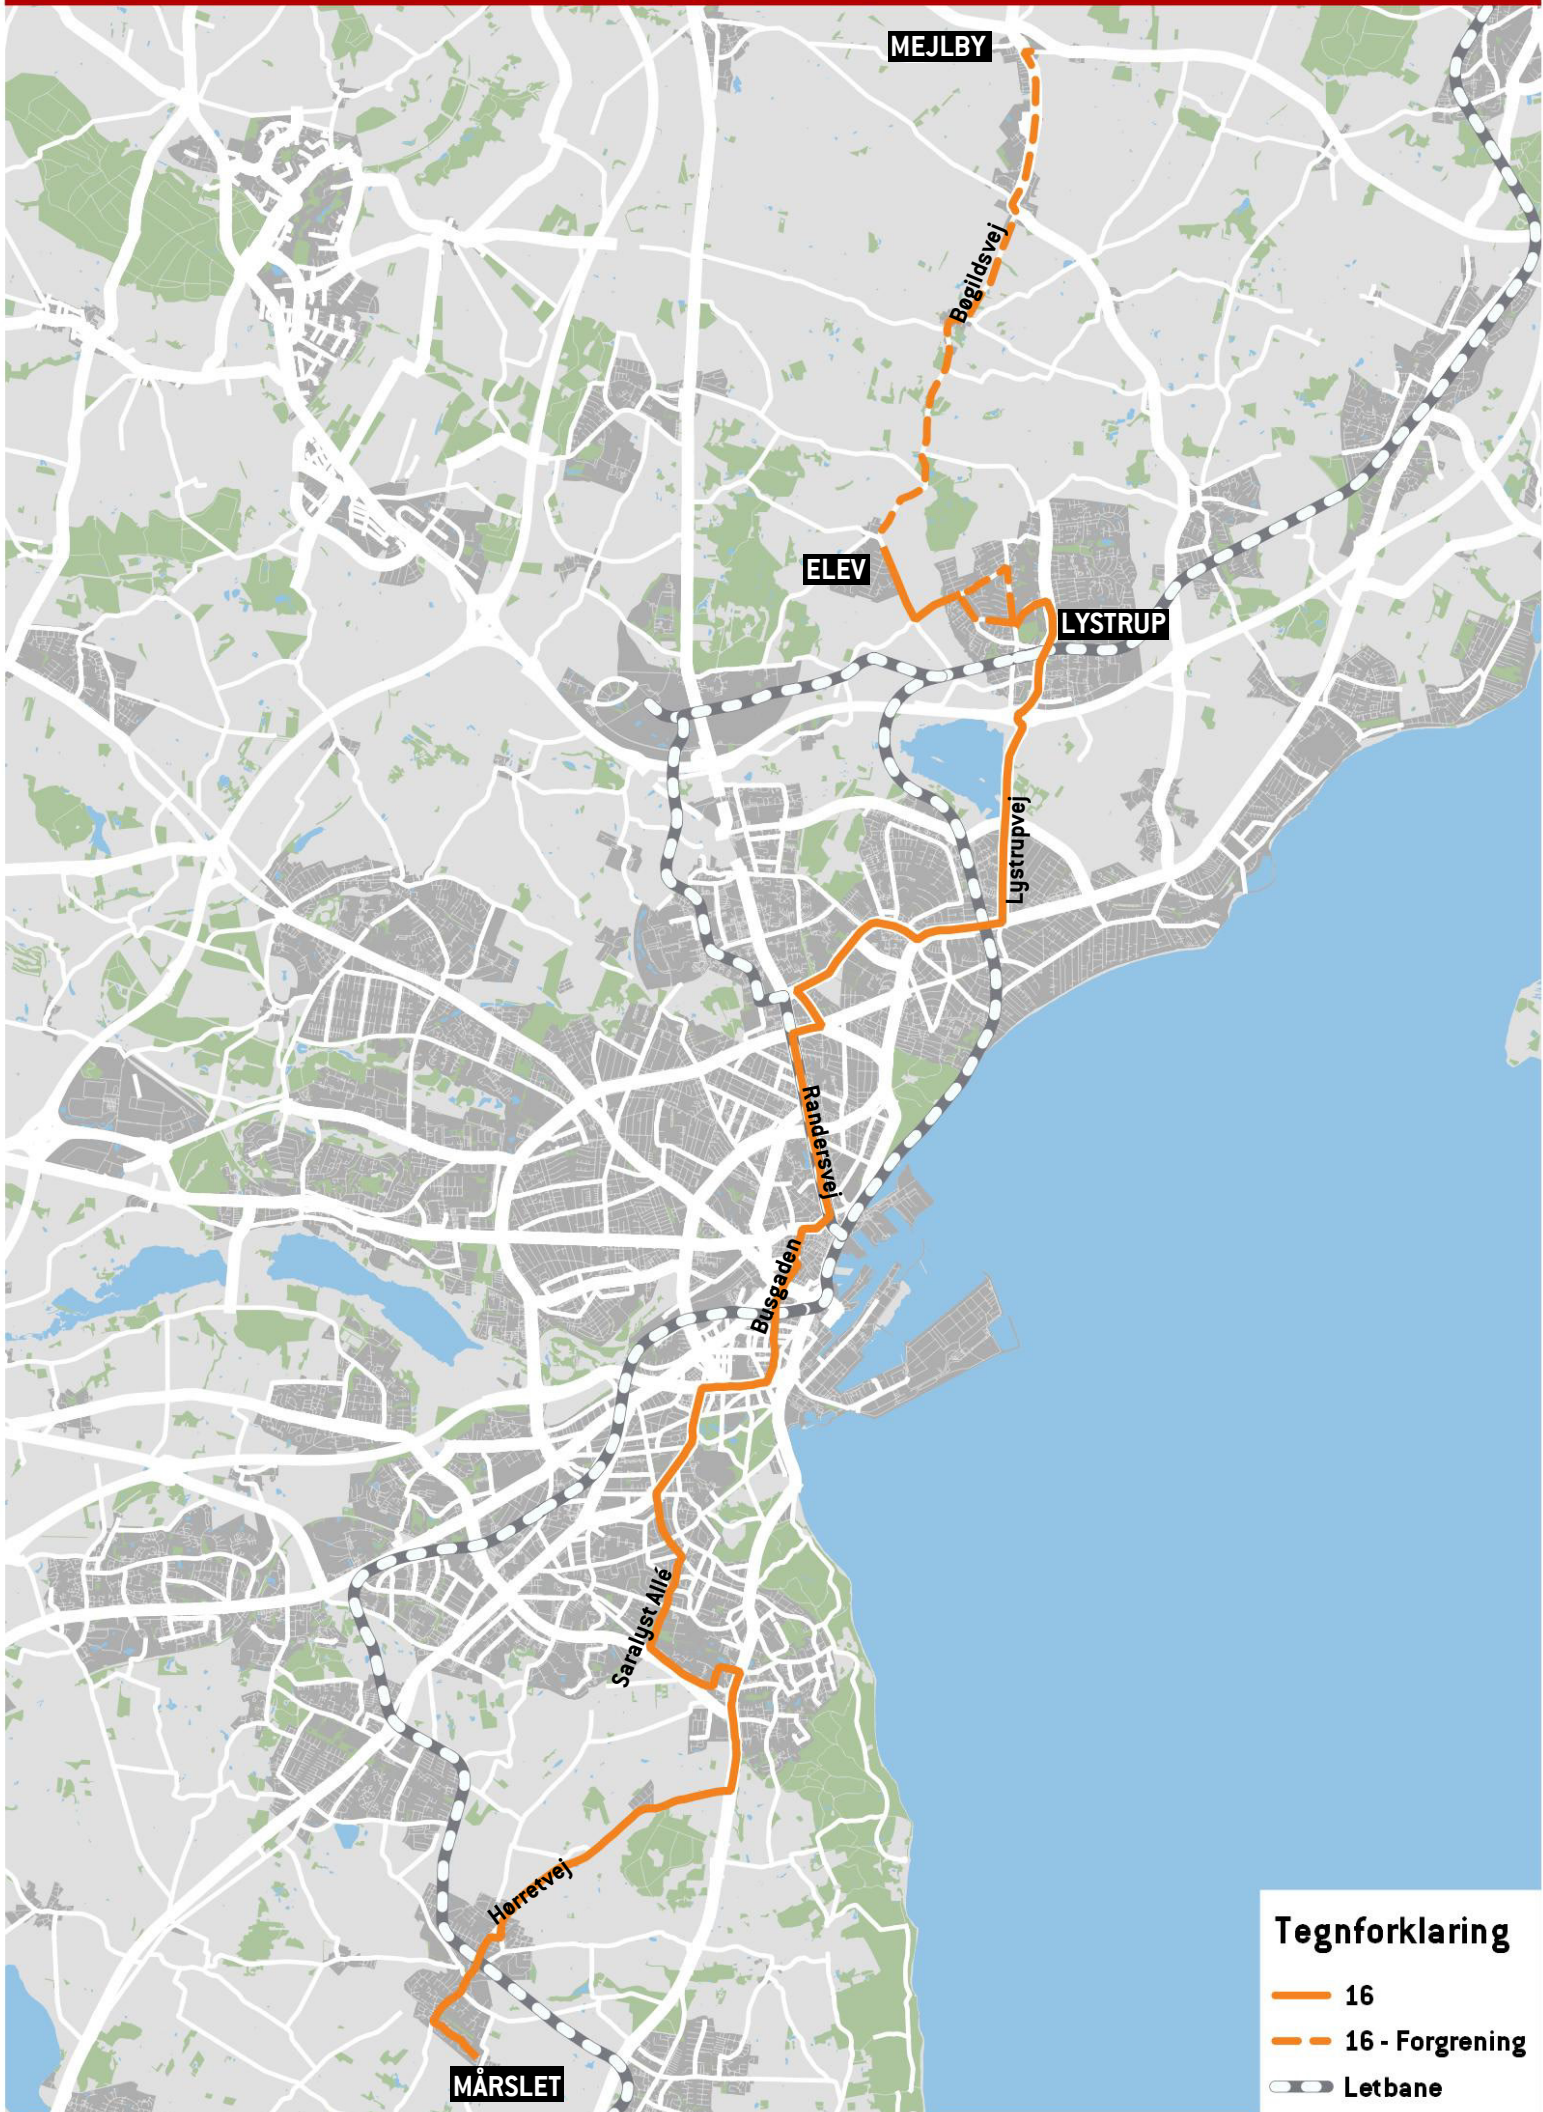 MEJLBY
Bøgildsvej
ELEV
LYSTRUP
Lystrupvej
Randersvej
Busgaden
Saralyst Allé
Hørretvej
MÅRSLET
Tegnforklaring
16
16 - Forgrening
Letbane